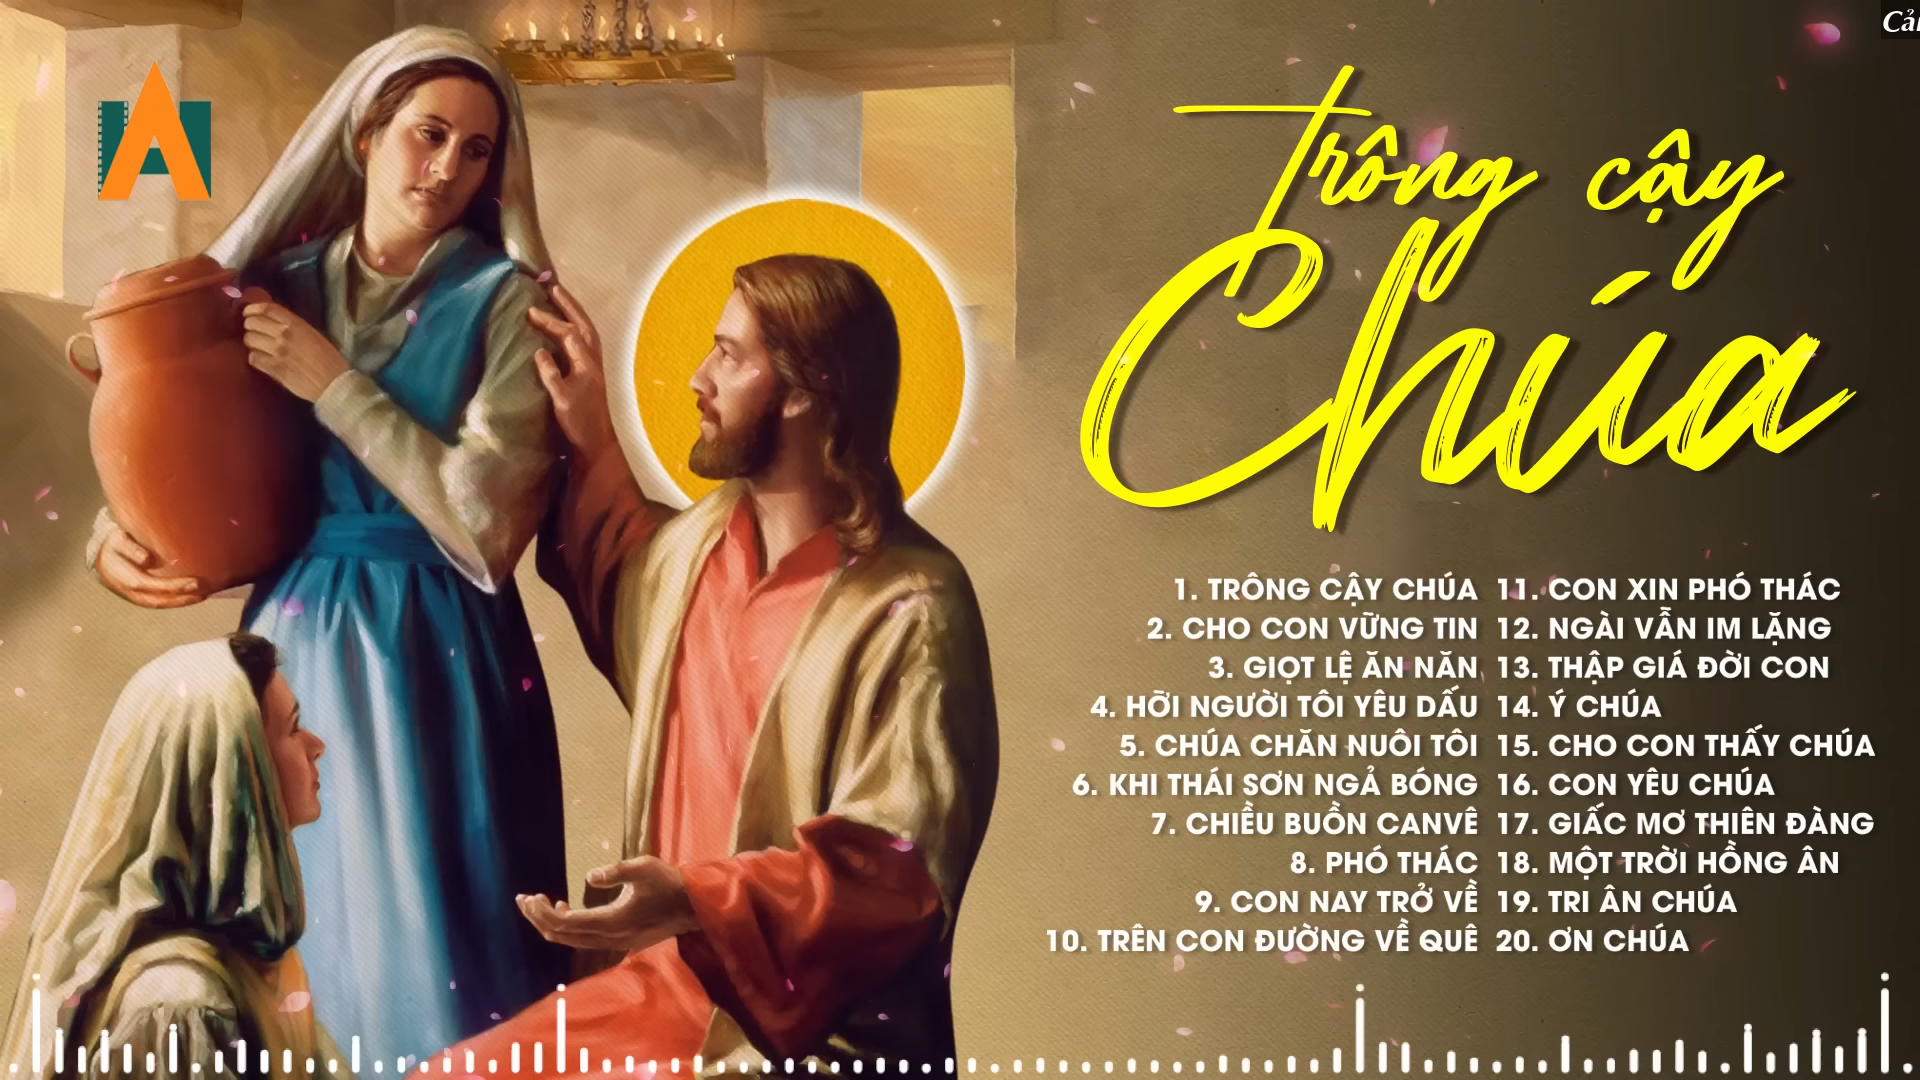 Trông cậy
Chúa
1. TRÔNG CẬY CHÚA
2. CHO CON VỮNG TIN
3. GIỌT LỆ ĂN NĂN
4. HỠI NGƯỜI TÔI YÊU DẤU
5. CHÚA CHĂN NUÔI TÔI
6. KHI THÁI SƠN NGẢ BÓNG
7. CHIỀU BUỒN CANVÊ
8. PHÓ THÁC
9. CON NAY TRỞ VỀ
10. TRÊN CON ĐƯỜNG VỀ QUÊ
11. CON XIN PHÓ THÁC
12. NGÀI VẪN IM LẶNG
13. THẬP GIÁ ĐỜI CON
14. Ý CHÚA
15. CHO CON THẤY CHÚA
16. CON YÊU CHÚA
17. GIẤC MƠ THIÊN ĐÀNG
18. MỘT TRỜI HỒNG ÂN
19. TRI ÂN CHÚA
20. ƠN CHÚA